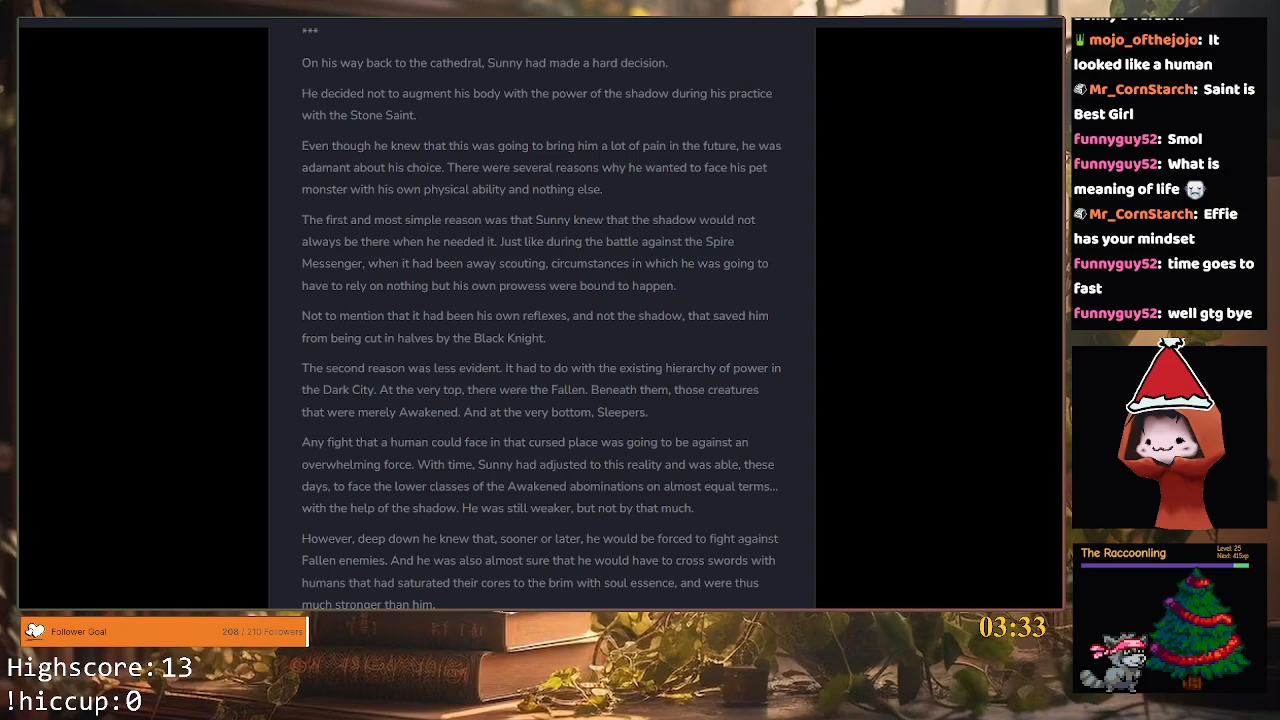 ***
On his way back to the cathedral, Sunny had made a hard decision.
He decided not to augment his body with the power of the shadow during his practice
with the Stone Saint.
Even though he knew that this was going to bring him a lot of pain in the future, he was
adamant about his choice. There were several reasons why he wanted to face his pet
monster with his own physical ability and nothing else.
The first and most simple reason was that Sunny knew that the shadow would not
always be there when he needed it. Just like during the battle against the Spire
Messenger, when it had been away scouting, circumstances in which he was going to
have to rely on nothing but his own prowess were bound to happen.
Not to mention that it had been his own reflexes, and not the shadow, that saved him
from being cut in halves by the Black Knight.
The second reason was less evident. It had to do with the existing hierarchy of power in
the Dark City. At the very top, there were the Fallen. Beneath them, those creatures
that were merely Awakened. And at the very bottom, Sleepers.
Any fight that a human could face in that cursed place was going to be against an
overwhelming force. With time, Sunny had adjusted to this reality and was able, these
days, to face the lower classes of the Awakened abominations on almost equal terms...
with the help of the shadow. He was still weaker, but not by that much.
However, deep down he knew that, sooner or later, he would be forced to fight against
Fallen enemies. And he was also almost sure that he would have to cross swords with
humans that had saturated their cores to the brim with soul essence, and were thus
much stronger than him.
mojo_ofthejojo: It
looked like a human
Mr_CornStarch: Saint is
Best Girl
funnyguy52: Smol
funnyguy52: What is
meaning of life
Mr_CornStarch: Effie
has your mindset
funnyguy52: time goes to
fast
funnyguy52: well gtg bye
The Raccoonling
Level: 25
Next: 415xp
Follower Goal
208 / 210 Followers
03:33
Highscore:13
!hiccup:0